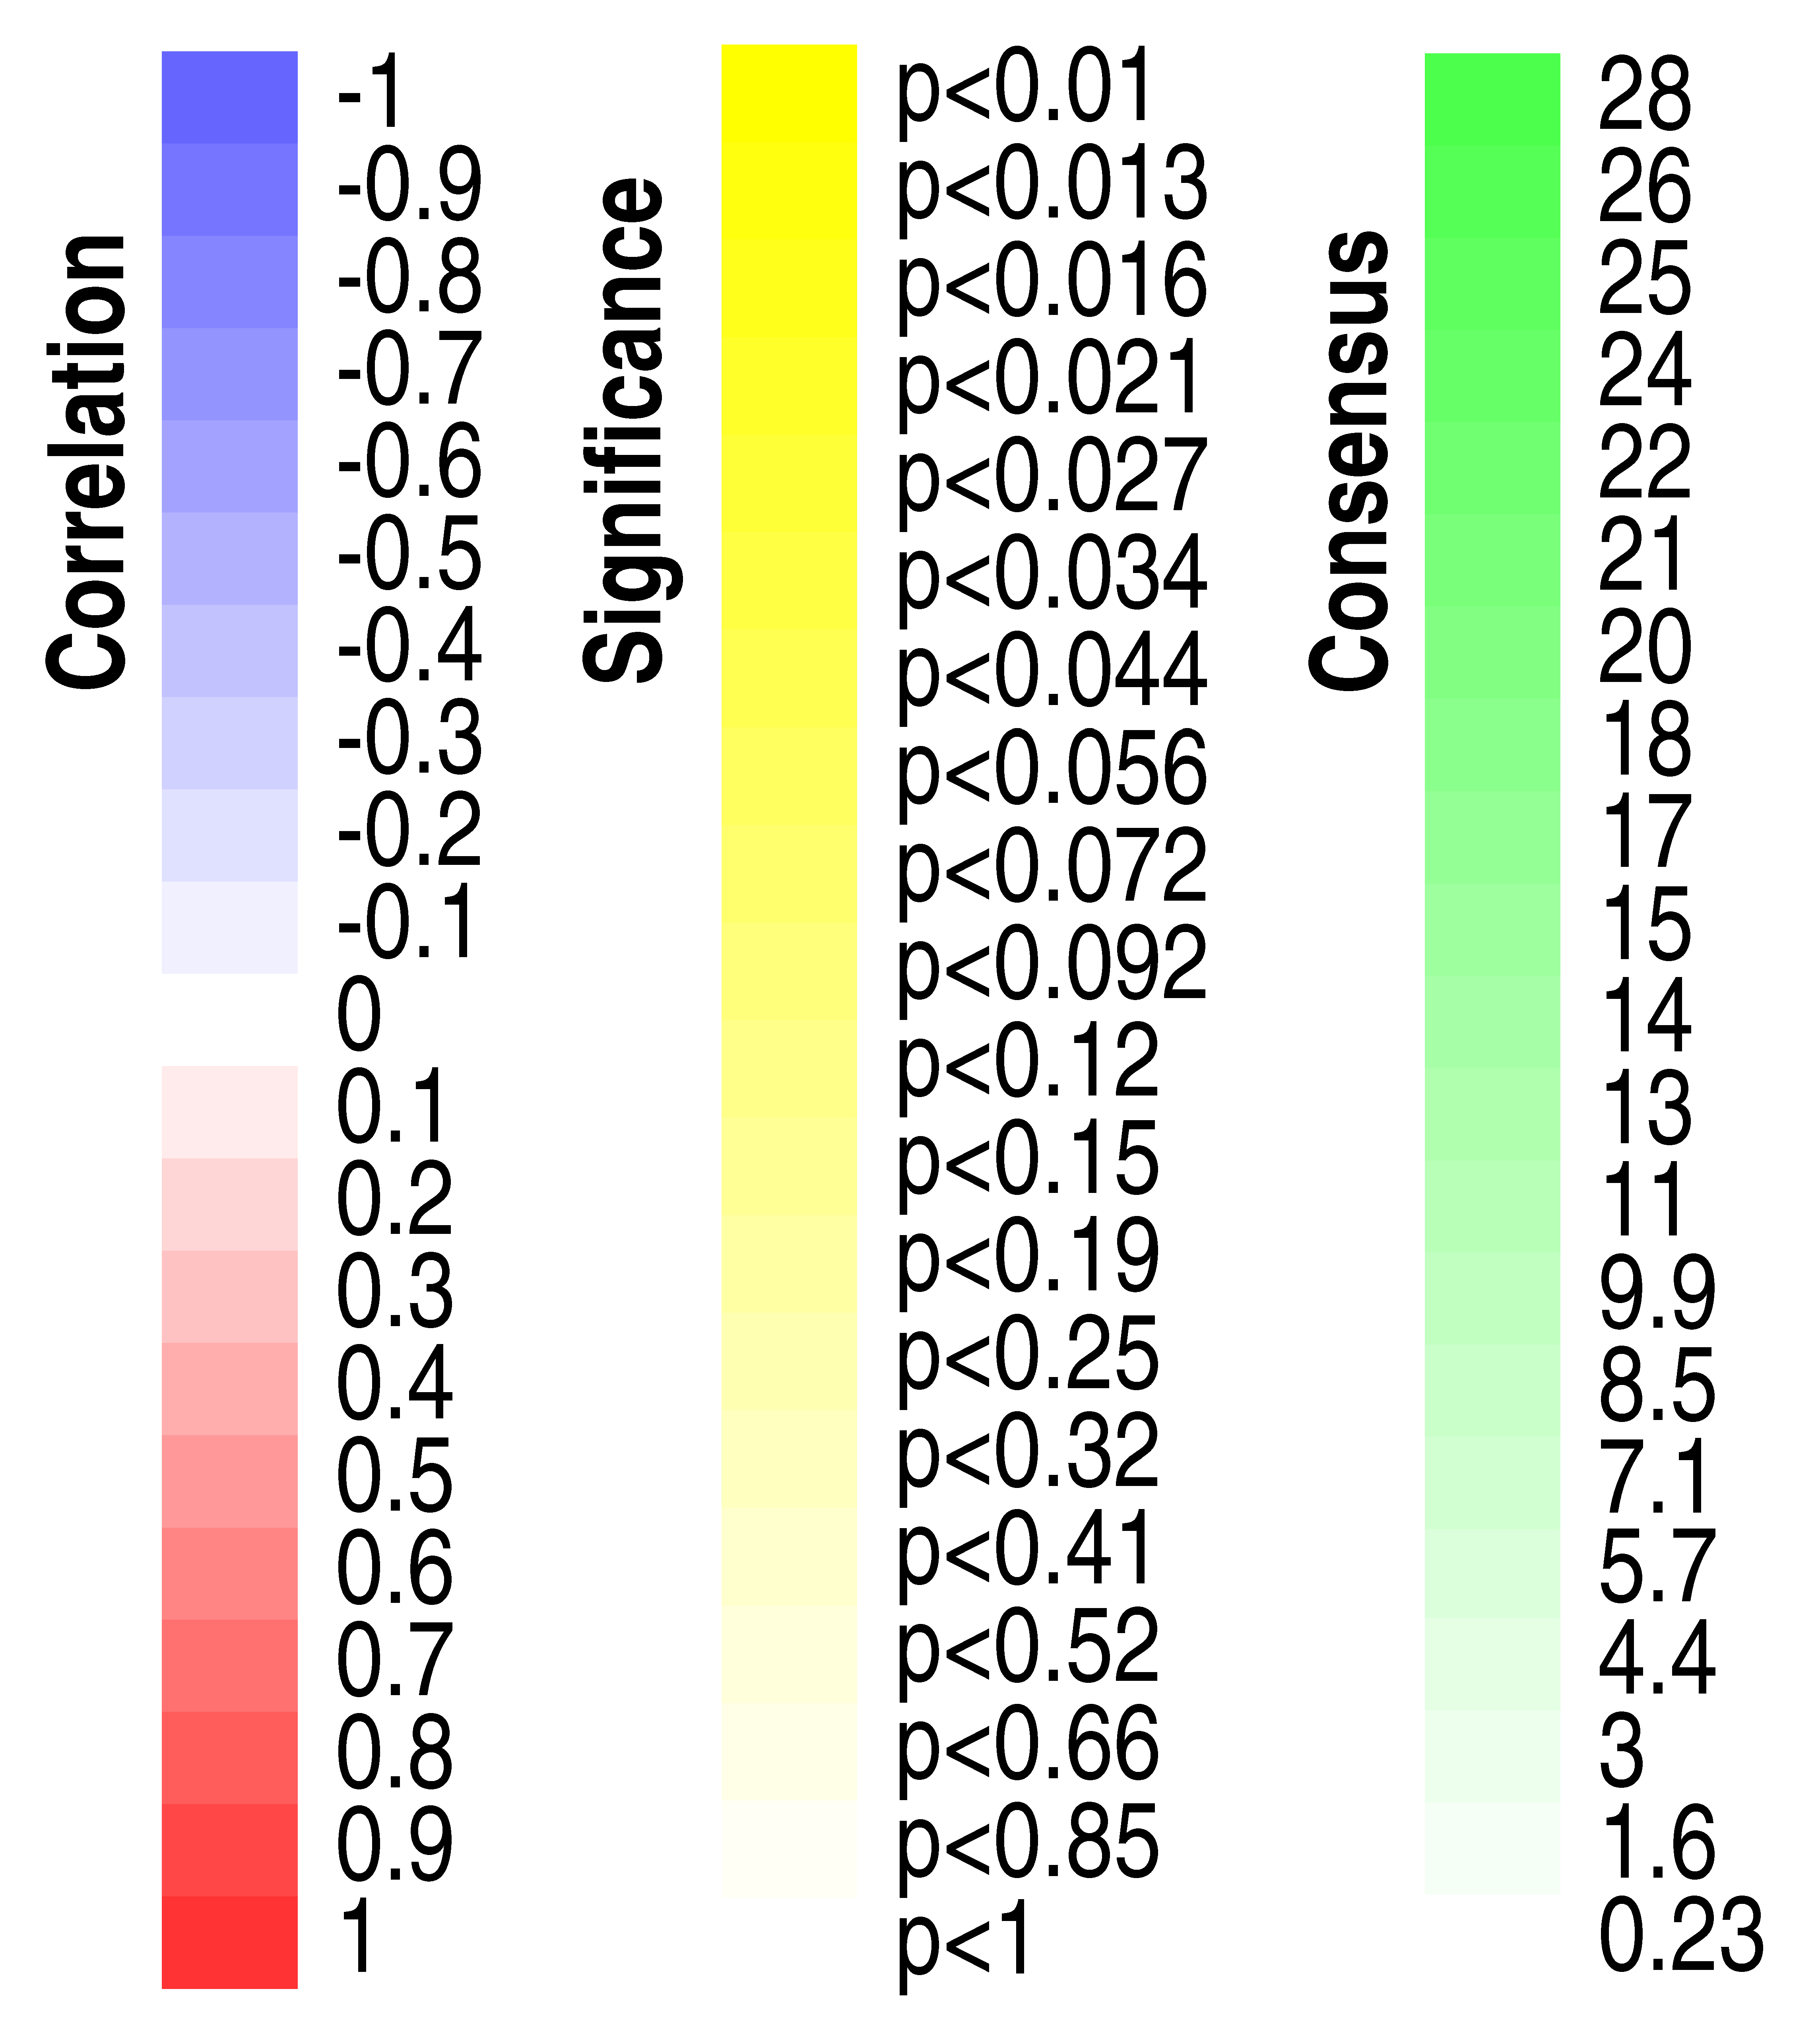 Correlation
-1
-0.9
-0.8
-0.7
-0.6
-0.5
-0.4
-0.3
-0.2
-0.1
0
0.1
0.2
0.3
0.4
0.5
0.6
0.7
0.8
0.9
1
Significance
p<0.01
p<0.013
p<0.016
p<0.021
p<0.027
p<0.034
p<0.044
p<0.056
p<0.072
p<0.092
p<0.12
p<0.15
p<0.19
p<0.25
p<0.32
p<0.41
p<0.52
p<0.66
p<0.85
p<1
Consensus
28
26
25
24
22
21
20
18
17
15
14
13
11
9.9
8.5
7.1
5.7
4.4
3
1.6
0.23